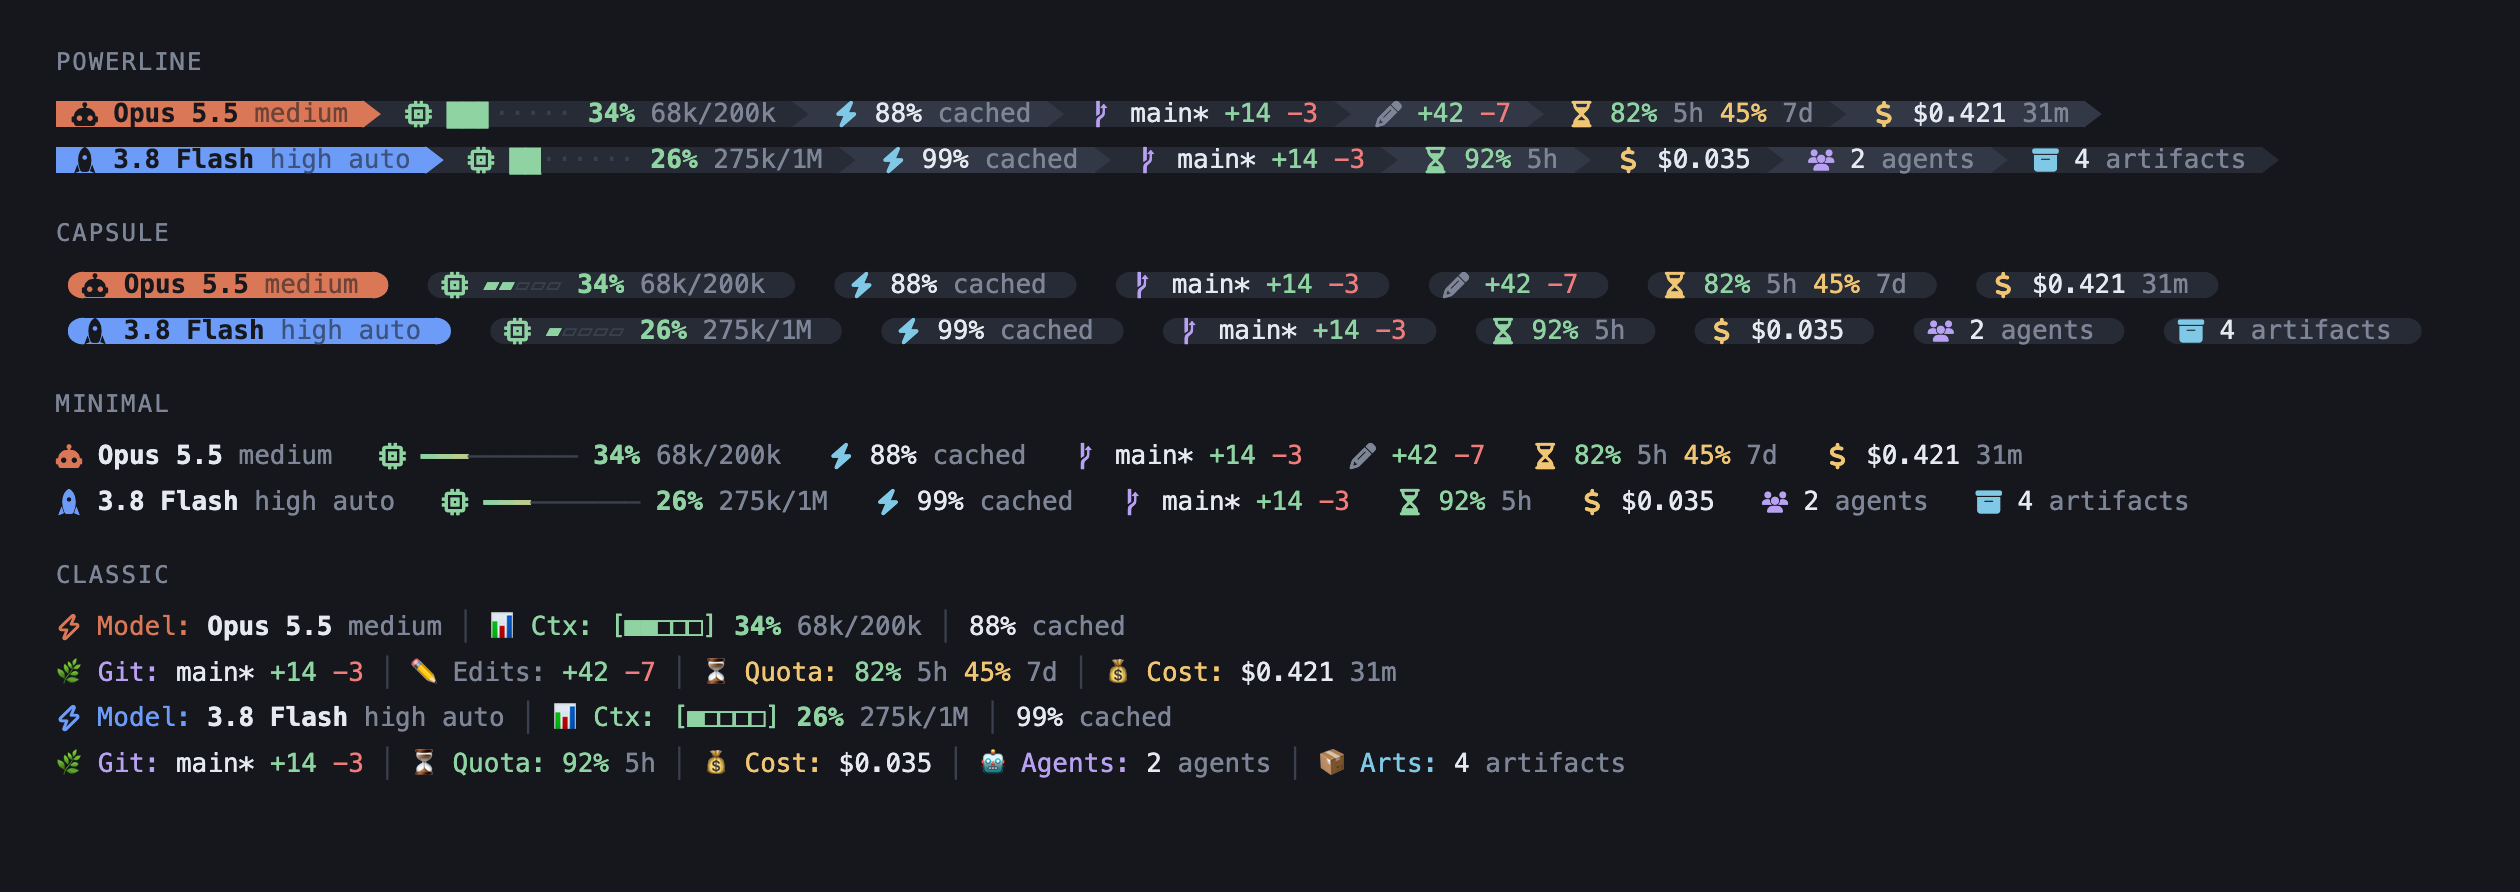 POWERLINE
Opus 5.5 medium 34% 68k/200k 88% cached main* +14 −3 +42 −7 82% 5h 45% 7d $ $0.421 31m
3.8 Flash high auto 26% 275k/1M 99% cached main* +14 −3 92% 5h $ $0.035 2 agents 4 artifacts
CAPSULE
Opus 5.5 medium 34% 68k/200k 88% cached main* +14 −3 +42 −7 82% 5h 45% 7d $ $0.421 31m
3.8 Flash high auto 26% 275k/1M 99% cached main* +14 −3 92% 5h $ $0.035 2 agents 4 artifacts
MINIMAL
Opus 5.5 medium 34% 68k/200k 88% cached main* +14 −3 +42 −7 82% 5h 45% 7d $ $0.421 31m
3.8 Flash high auto 26% 275k/1M 99% cached main* +14 −3 92% 5h $ $0.035 2 agents 4 artifacts
CLASSIC
Model: Opus 5.5 medium │ Ctx: [■■■□□□] 34% 68k/200k │ 88% cached
Git: main* +14 −3 │ Edits: +42 −7 │ Quota: 82% 5h 45% 7d │ Cost: $0.421 31m
Model: 3.8 Flash high auto │ Ctx: [■□□□□] 26% 275k/1M │ 99% cached
Git: main* +14 −3 │ Quota: 92% 5h │ Cost: $0.035 │ Agents: 2 agents │ Arts: 4 artifacts